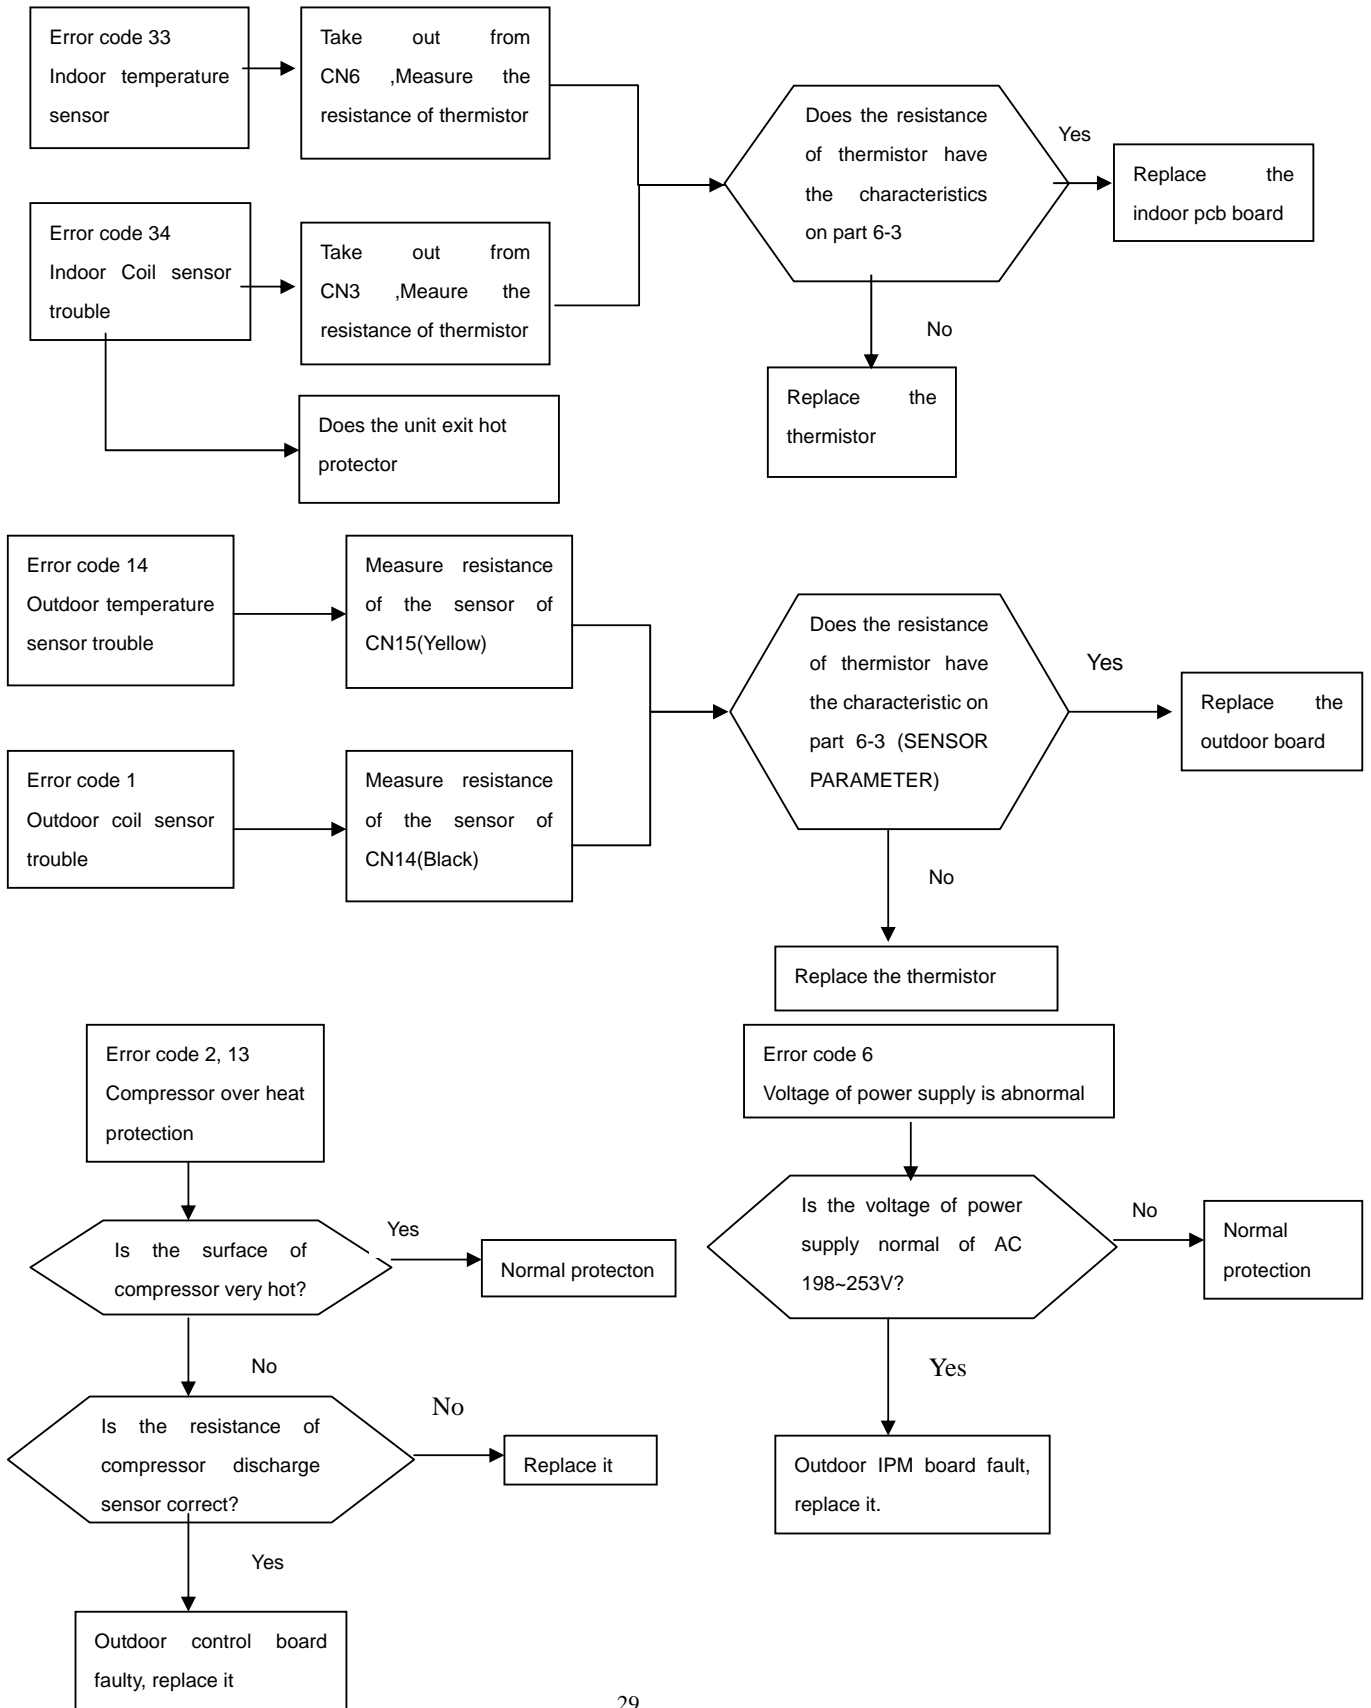 Error code 33
Indoor temperature
sensor
Take out from
CN6 ,Measure the
resistance of thermistor
Does the resistance
of thermistor have
the characteristics
on part 6-3
Yes
Replace the
indoor pcb board
Error code 34
Indoor Coil sensor
trouble
Take out from
CN3 ,Meaure the
resistance of thermistor
No
Replace the
thermistor
Does the unit exit hot
protector
Error code 14
Outdoor temperature
sensor trouble
Measure resistance
of the sensor of
CN15(Yellow)
Does the resistance
of thermistor have
the characteristic on
part 6-3 (SENSOR
PARAMETER)
Yes
Replace the
outdoor board
Error code 1
Outdoor coil sensor
trouble
Measure resistance
of the sensor of
CN14(Black)
No
Replace the thermistor
Error code 2, 13
Compressor over heat
protection
Is the surface of
compressor very hot?
Yes
Normal protecton
No
Is the resistance of
compressor discharge
sensor correct?
No
Replace it
Yes
Outdoor control board
faulty, replace it
Error code 6
Voltage of power supply is abnormal
Is the voltage of power
supply normal of AC
198~253V?
No
Normal
protection
Yes
Outdoor IPM board fault,
replace it.
29